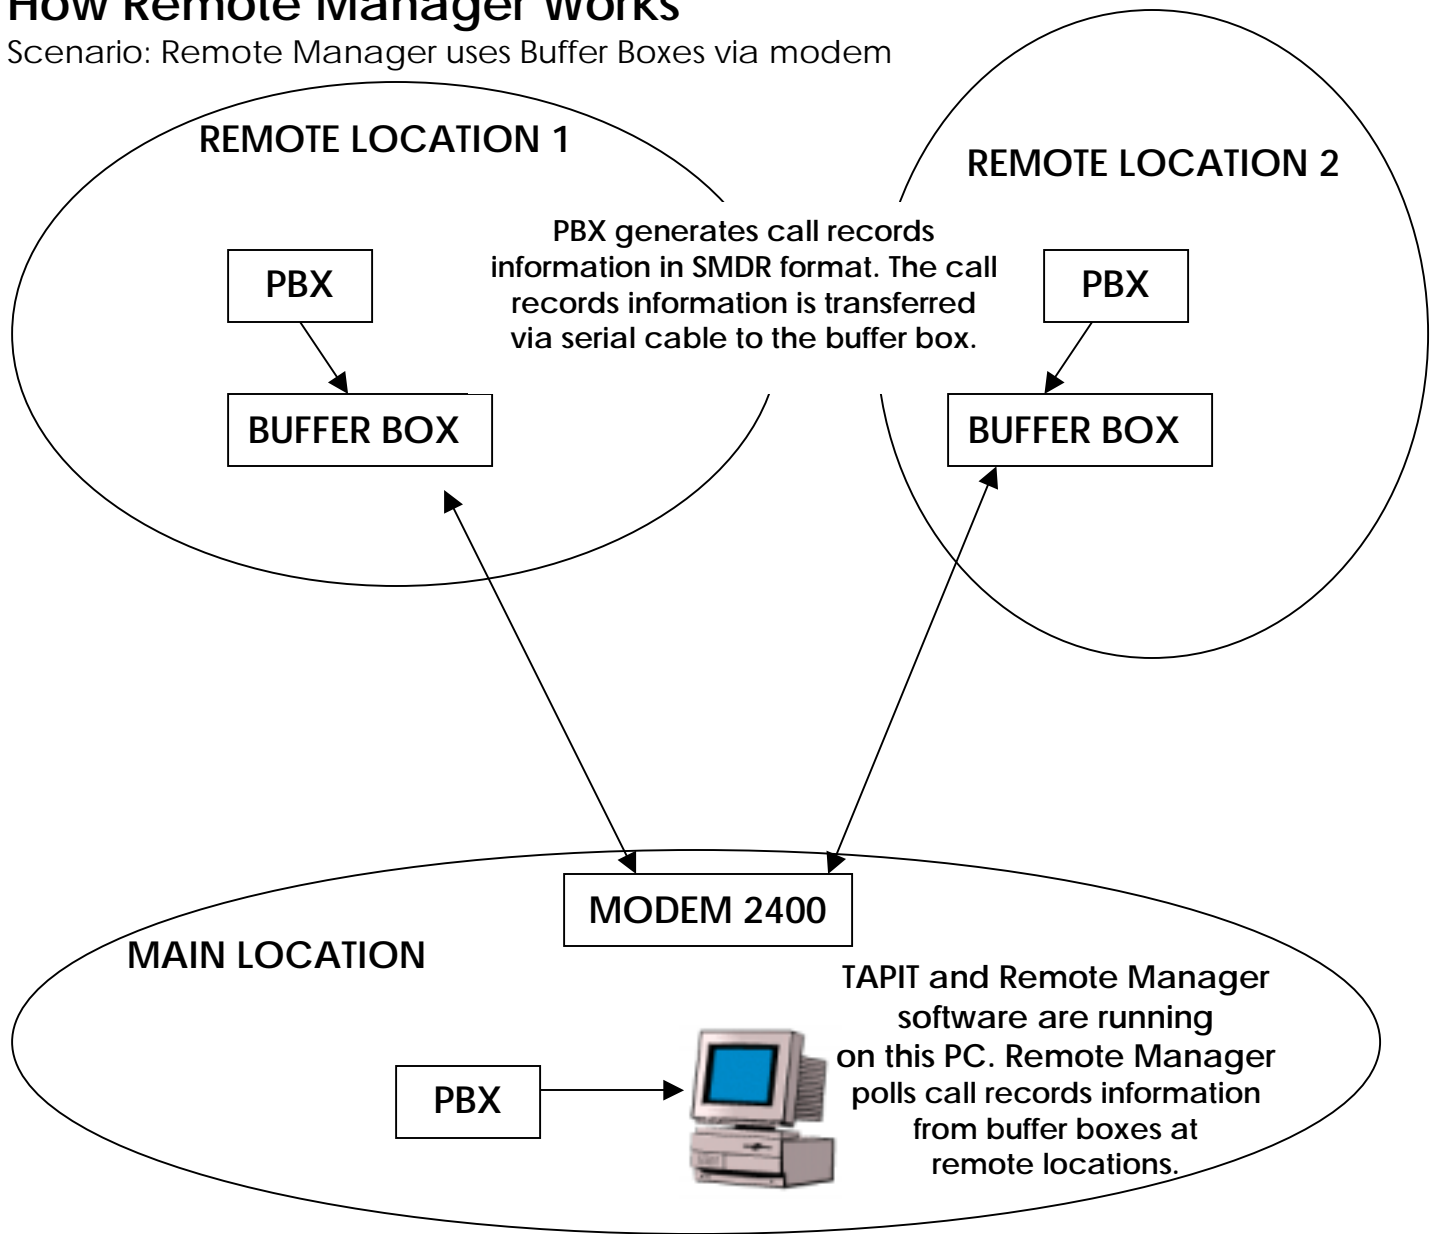 How Remote Manager Works
Scenario: Remote Manager uses Buffer Boxes via modem
REMOTE LOCATION 1
REMOTE LOCATION 2
PBX generates call records
information in SMDR format. The call
records information is transferred
via serial cable to the buffer box.
PBX
PBX
BUFFER BOX
BUFFER BOX
MODEM 2400
MAIN LOCATION
TAPIT and Remote Manager
software are running
on this PC. Remote Manager
polls call records information
from buffer boxes at
remote locations.
PBX